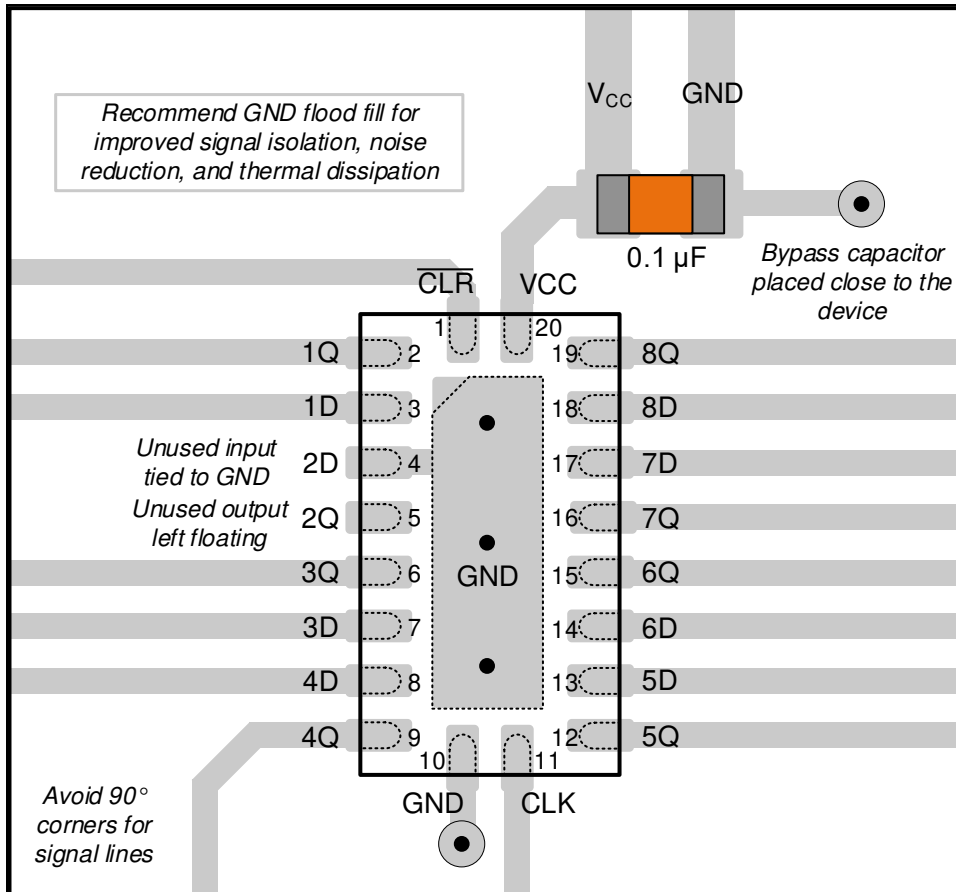 Recommend GND flood fill for
improved signal isolation, noise
reduction, and thermal dissipation
VCC GND
0.1 µF
Bypass capacitor
placed close to the
device
CLR VCC
1 20
1Q 2 19 8Q
1D 3 18 8D
Unused input
tied to GND
2D 4 17 7D
Unused output
left floating
2Q 5 16 7Q
3Q 6 GND 15 6Q
3D 7 14 6D
4D 8 13 5D
4Q 9 12 5Q
10 11
GND CLK
Avoid 90°
corners for
signal lines